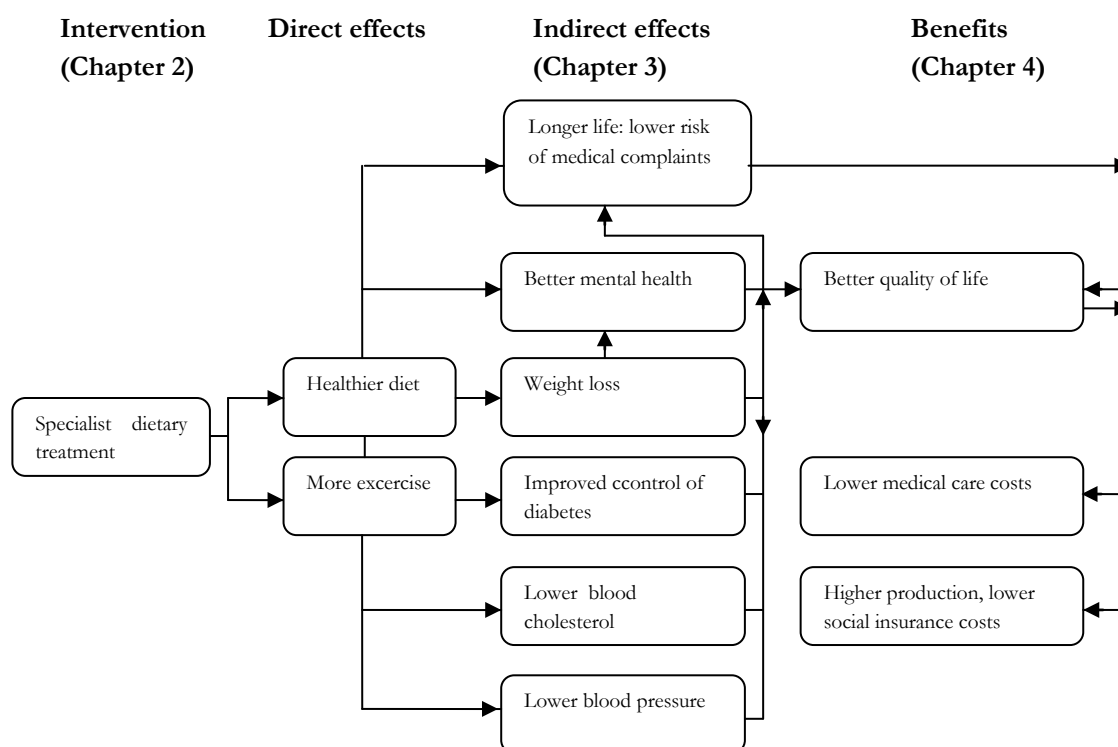 Intervention
(Chapter 2)
Direct effects
Indirect effects
(Chapter 3)
Benefits
(Chapter 4)
Longer life: lower risk
of medical complaints
Better mental health
Better quality of life
Healthier diet
Weight loss
Specialist dietary
treatment
More excercise
Improved ccontrol of
diabetes
Lower medical care costs
Lower blood
cholesterol
Higher production, lower
social insurance costs
Lower blood pressure